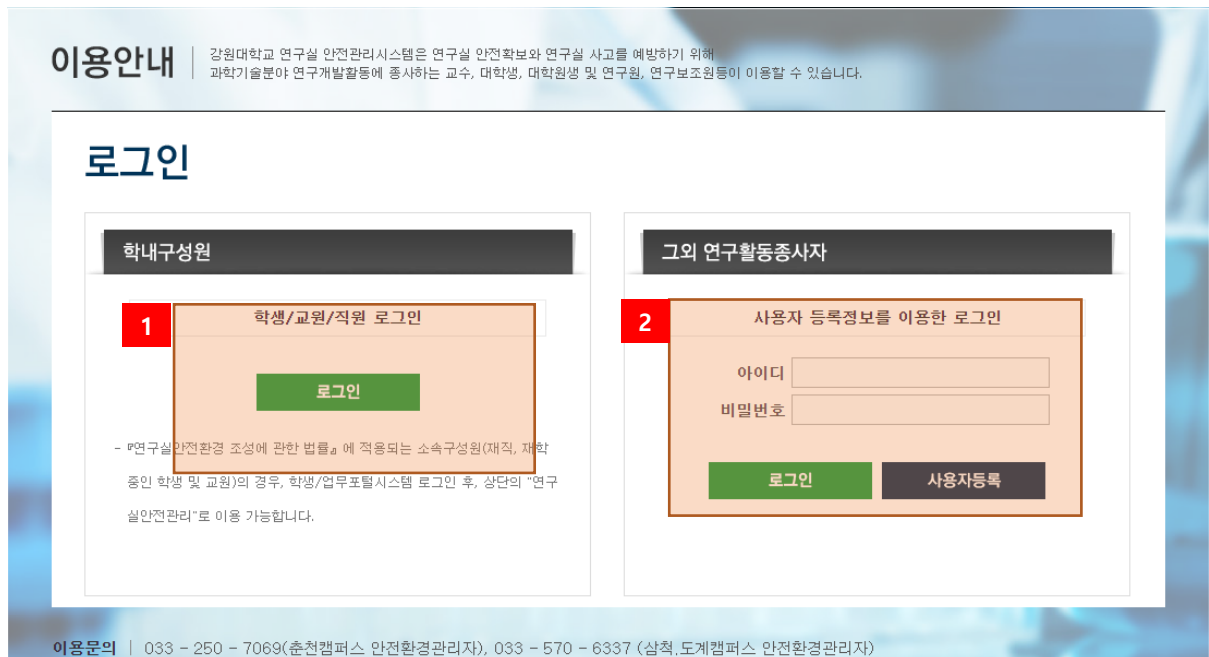 이용안내
강원대학교 연구실 안전관리시스템은 연구실 안전확보와 연구실 사고를 예방하기 위해
과학기술분야 연구개발활동에 종사하는 교수, 대학생, 대학원생 및 연구원, 연구보조원등이 이용할 수 있습니다.
로그인
학내구성원
1
학생/교원/직원 로그인
로그인
- 『연구실안전환경 조성에 관한 법률』에 적용되는 소속구성원(재직, 재학
중인 학생 및 교원)의 경우, 학생/업무포털시스템 로그인 후, 상단의 "연구
실안전관리"로 이용 가능합니다.
그외 연구활동종사자
2
사용자 등록정보를 이용한 로그인
아이디
비밀번호
로그인
사용자등록
이용문의 | 033 - 250 - 7069(춘천캠퍼스 안전환경관리자), 033 - 570 - 6337 (삼척,도계캠퍼스 안전환경관리자)